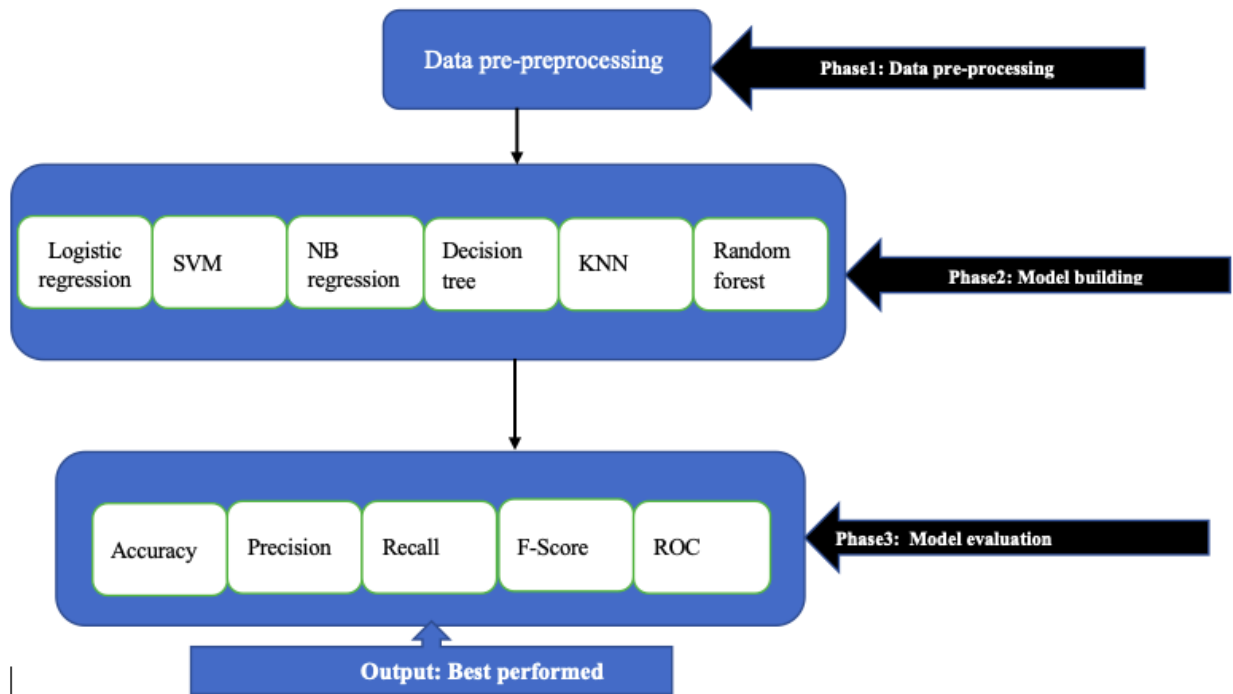 Data pre-preprocessing
Phase1: Data pre-processing
Logistic
regression
SVM
NB
regression
Decision
tree
KNN
Random
forest
Phase2: Model building
Accuracy
Precision
Recall
F-Score
ROC
Phase3: Model evaluation
Output: Best performed